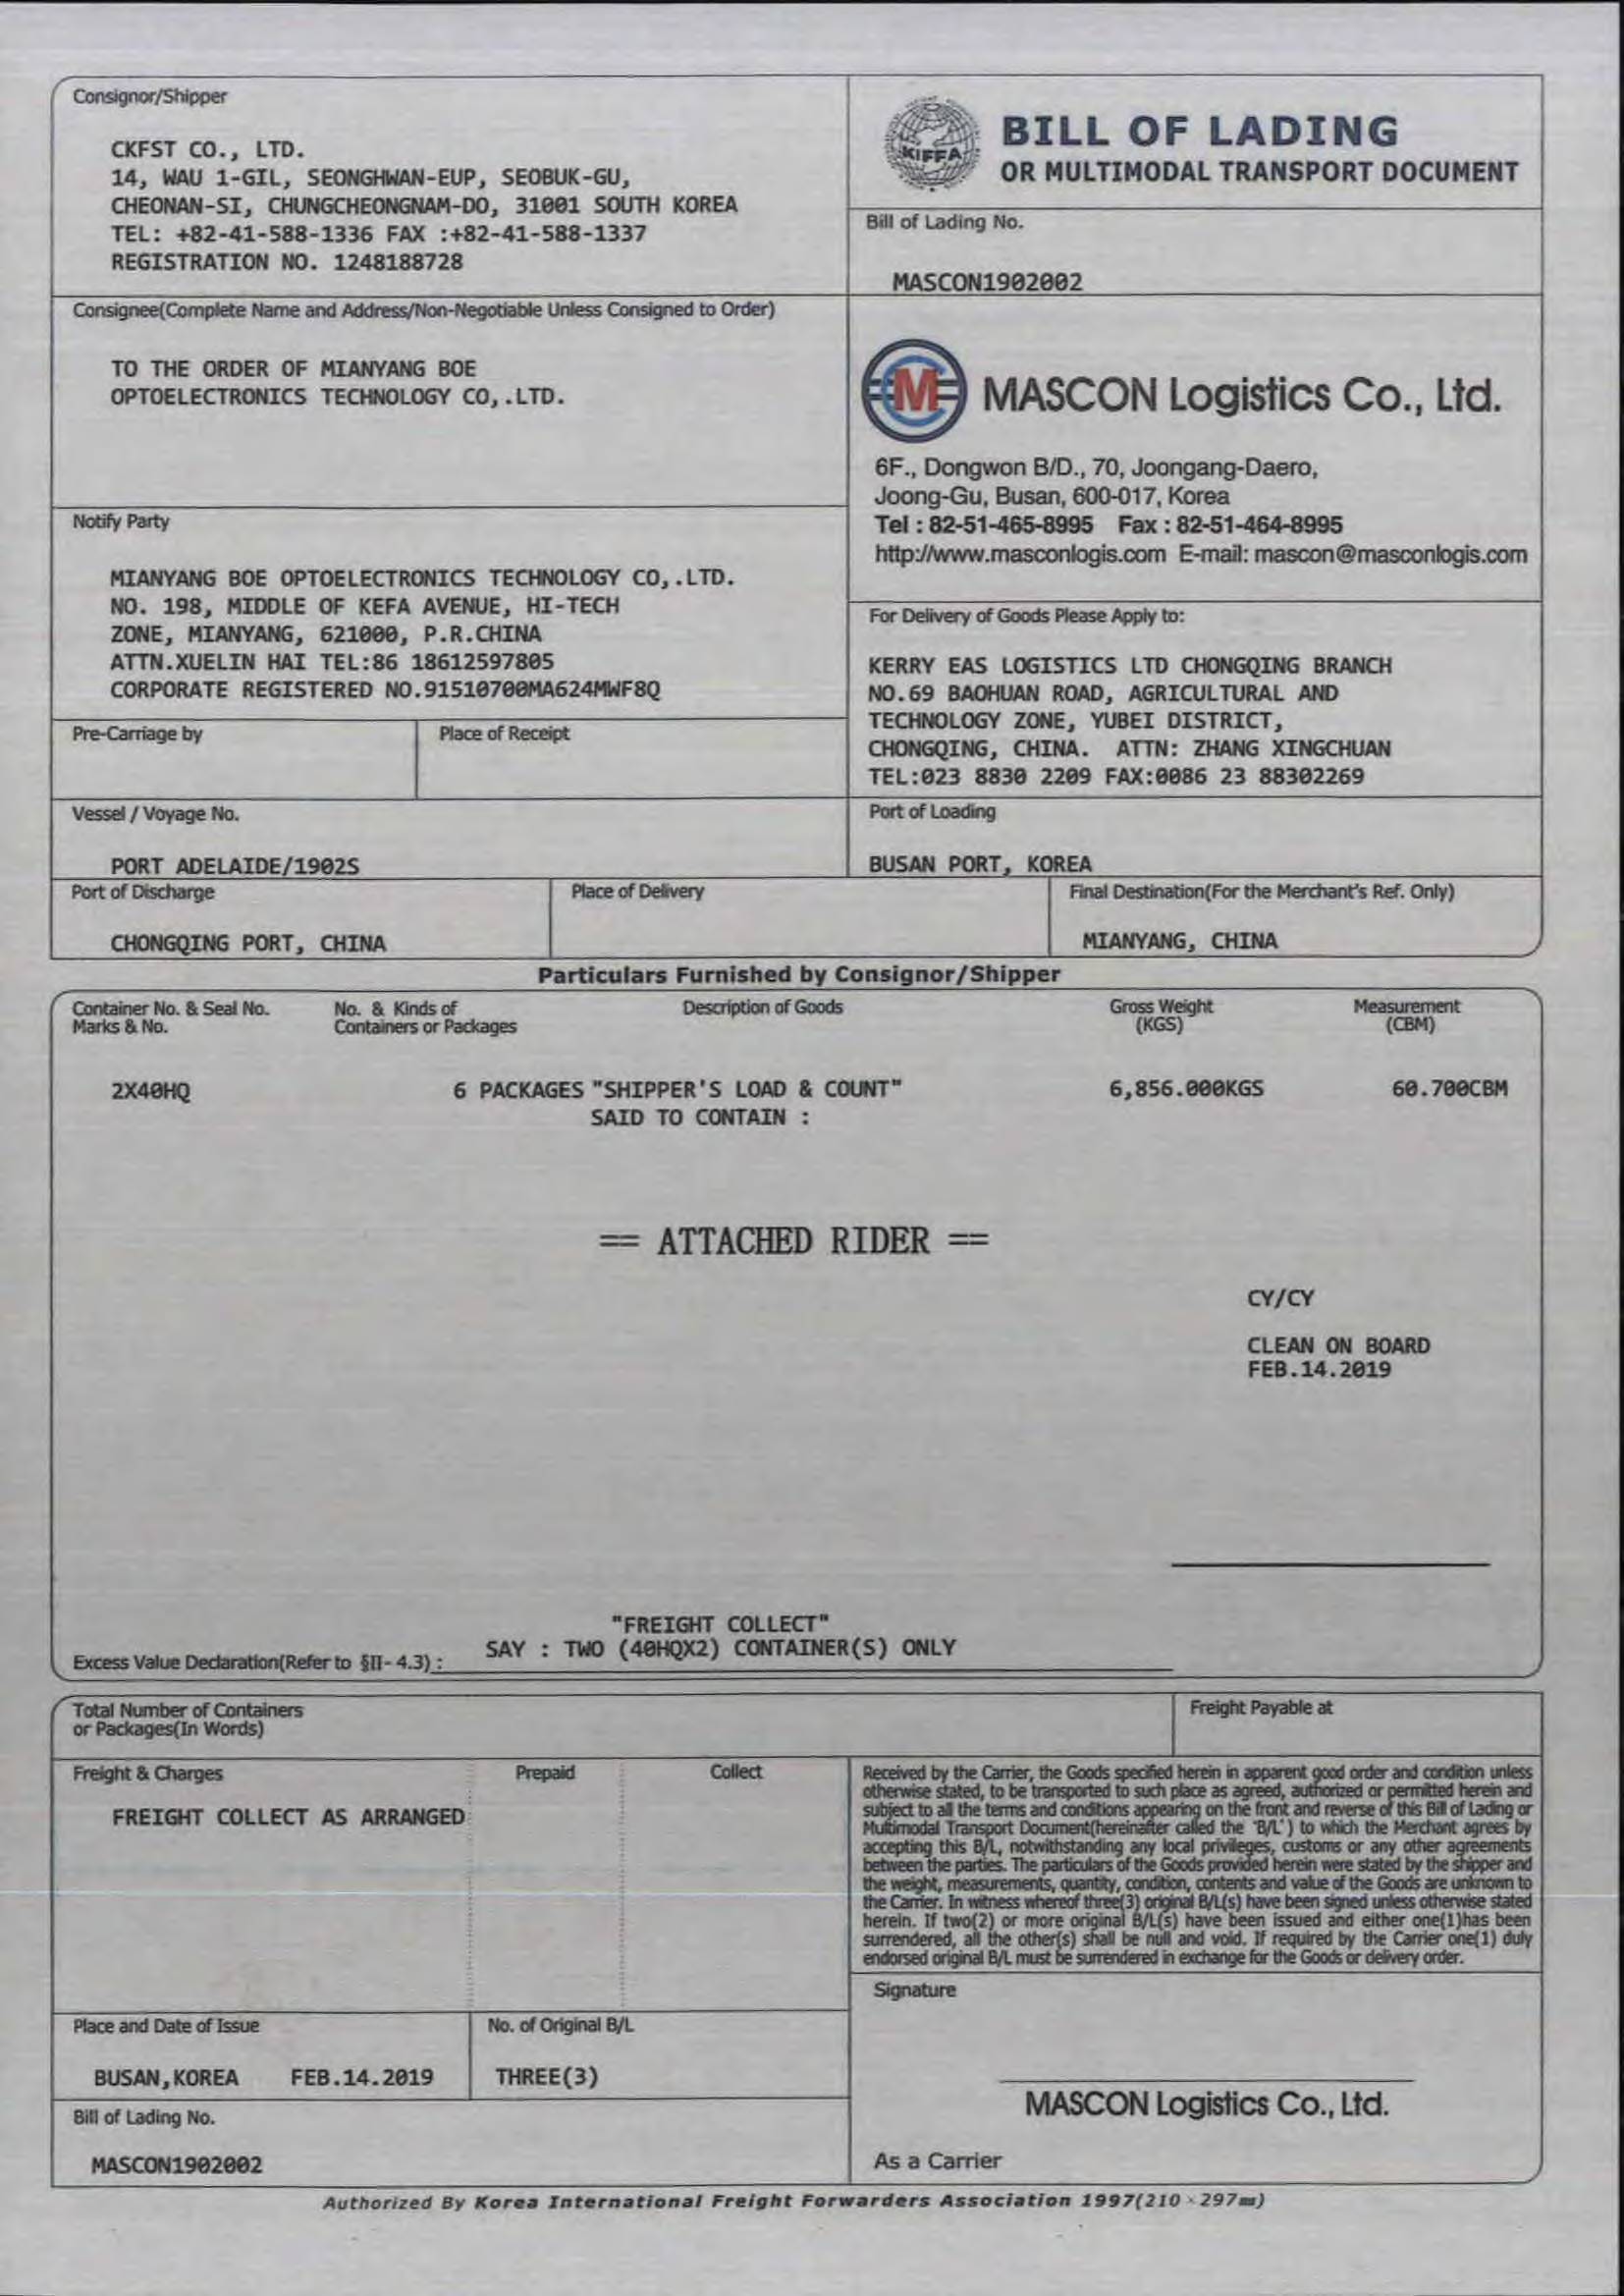 Consignor/Shipper
CKFST CO., LTD.
14, WAU 1-GIL, SEONGHWAN-EUP, SEOBUK-GU,
CHEONAN-SI, CHUNGCHEONGNAM-DO, 31001 SOUTH KOREA
TEL: +82-41-588-1336 FAX :+82-41-588-1337
REGISTRATION NO. 1248188728
KIFFA
BILL OF LADING
OR MULTIMODAL TRANSPORT DOCUMENT
Bill of Lading No.
MASCON1902002
Consignee(Complete Name and Address/Non-Negotiable Unless Consigned to Order)
TO THE ORDER OF MIANYANG BOE
OPTOELECTRONICS TECHNOLOGY CO,.LTD.
MASCON Logistics Co., Ltd.
6F., Dongwon B/D., 70, Joongang-Daero,
Joong-Gu, Busan, 600-017, Korea
Tel : 82-51-465-8995 Fax : 82-51-464-8995
http://www.masconlogis.com E-mail: mascon@masconlogis.com
Notify Party
MIANYANG BOE OPTOELECTRONICS TECHNOLOGY CO,.LTD.
NO. 198, MIDDLE OF KEFA AVENUE, HI-TECH
ZONE, MIANYANG, 621000, P.R.CHINA
ATTN.XUELIN HAI TEL:86 18612597805
CORPORATE REGISTERED NO.91510700MA624MWF8Q
For Delivery of Goods Please Apply to:
KERRY EAS LOGISTICS LTD CHONGQING BRANCH
NO.69 BAOHUAN ROAD, AGRICULTURAL AND
TECHNOLOGY ZONE, YUBEI DISTRICT,
CHONGQING, CHINA. ATTN: ZHANG XINGCHUAN
TEL:023 8830 2209 FAX:0086 23 88302269
Pre-Carriage by
Place of Receipt
Vessel / Voyage No.
PORT ADELAIDE/1902S
Port of Loading
BUSAN PORT, KOREA
Port of Discharge
CHONGQING PORT, CHINA
Place of Delivery
Final Destination(For the Merchant's Ref. Only)
MIANYANG, CHINA
Particulars Furnished by Consignor/Shipper
Container No. & Seal No.
Marks & No.
No. & Kinds of
Containers or Packages
Description of Goods
Gross Weight
(KGS)
Measurement
(CBM)
2X40HQ
6 PACKAGES "SHIPPER'S LOAD & COUNT"
SAID TO CONTAIN :
6,856.000KGS
60.700CBM
== ATTACHED RIDER ==
CY/CY
CLEAN ON BOARD
FEB.14.2019
"FREIGHT COLLECT"
SAY : TWO (40HQX2) CONTAINER(S) ONLY
Excess Value Declaration(Refer to §II- 4.3) :
Total Number of Containers
or Packages(In Words)
Freight Payable at
Freight & Charges
Prepaid
Collect
FREIGHT COLLECT AS ARRANGED
Received by the Carrier, the Goods specified herein in apparent good order and condition unless
otherwise stated, to be transported to such place as agreed, authorized or permitted herein and
subject to all the terms and conditions appearing on the front and reverse of this Bill of Lading or
Multimodal Transport Document(hereinafter called the 'B/L') to which the Merchant agrees by
accepting this B/L, notwithstanding any local privileges, customs or any other agreements
between the parties. The particulars of the Goods provided herein were stated by the shipper and
the weight, measurements, quantity, condition, contents and value of the Goods are unknown to
the Carrier. In witness whereof three(3) original B/L(s) have been signed unless otherwise stated
herein. If two(2) or more original B/L(s) have been issued and either one(1)has been
surrendered, all the other(s) shall be null and void. If required by the Carrier one(1) duly
endorsed original B/L must be surrendered in exchange for the Goods or delivery order.
Signature
Place and Date of Issue
BUSAN,KOREA FEB.14.2019
No. of Original B/L
THREE(3)
MASCON Logistics Co., Ltd.
Bill of Lading No.
MASCON1902002
As a Carrier
Authorized By Korea International Freight Forwarders Association 1997(210×297㎜)